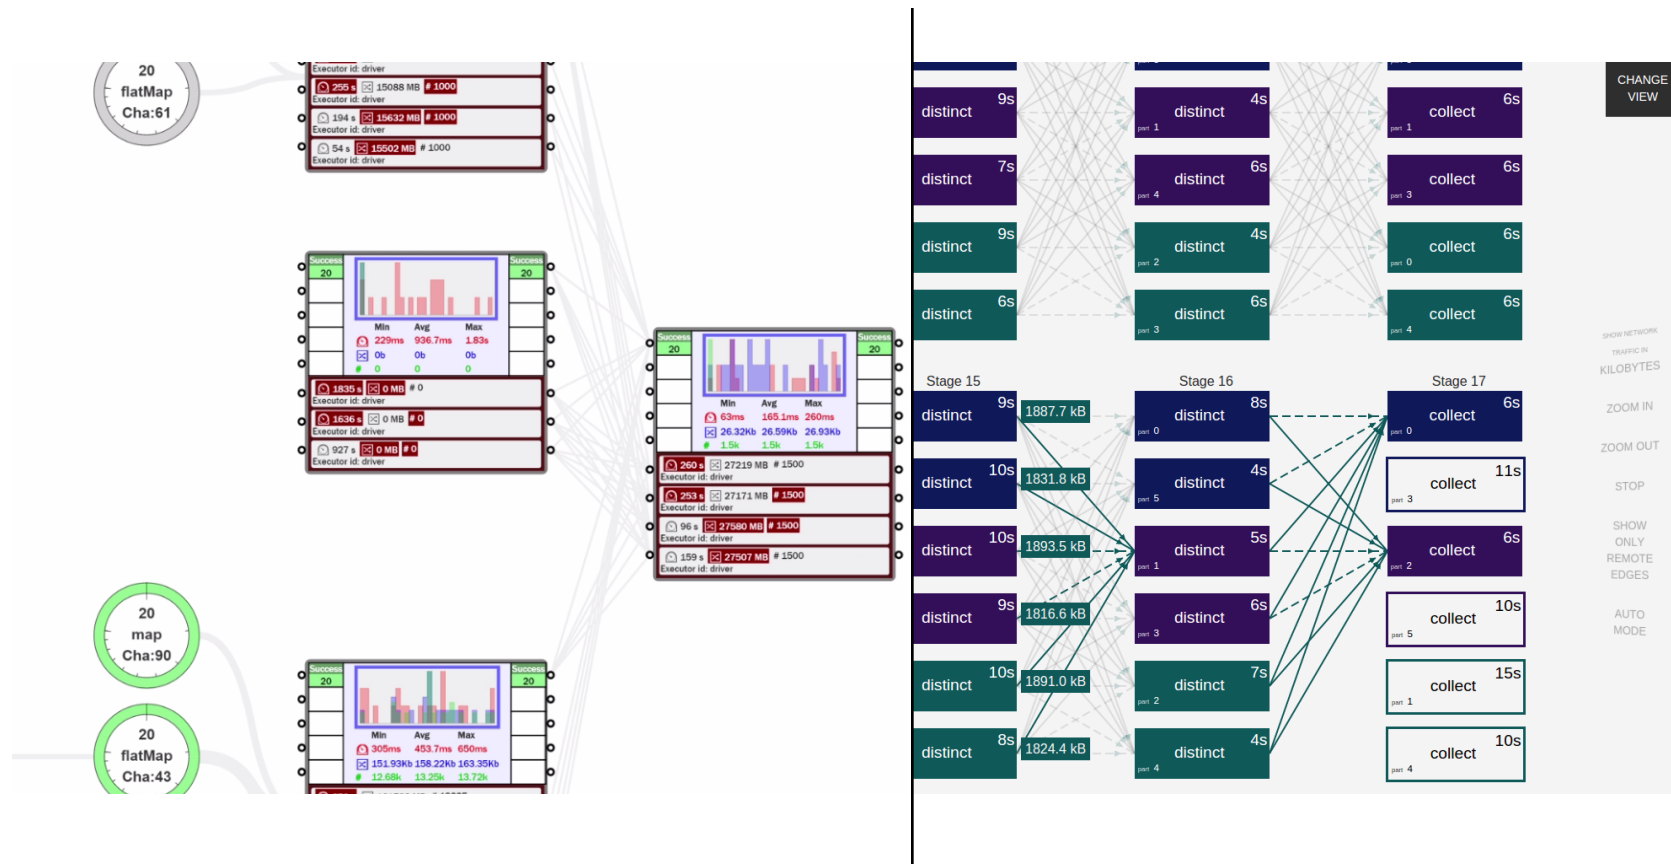 20
flatMap
Cha:61
Executor id: driver
255 s 15088 MB # 1000
Executor id: driver
194 s 15632 MB # 1000
Executor id: driver
54 s 15502 MB # 1000
Executor id: driver
Success
20
Success
20
Min Avg Max
229ms 936.7ms 1.83s
0b 0b 0b
# 0 0 0
1835 s 0 MB # 0
Executor id: driver
1636 s 0 MB # 0
Executor id: driver
927 s 0 MB # 0
Executor id: driver
Success
20
Success
20
Min Avg Max
63ms 165.1ms 260ms
26.32Kb 26.59Kb 26.93Kb
# 1.5k 1.5k 1.5k
260 s 27219 MB # 1500
Executor id: driver
253 s 27171 MB # 1500
Executor id: driver
96 s 27580 MB # 1500
Executor id: driver
159 s 27507 MB # 1500
Executor id: driver
20
map
Cha:90
20
flatMap
Cha:43
Success
20
Success
20
Min Avg Max
305ms 453.7ms 650ms
151.93Kb 158.22Kb 163.35Kb
# 12.68k 13.25k 13.72k
distinct 9s
distinct 4s
part 1
collect 6s
part 1
distinct 7s
distinct 6s
part 4
collect 6s
part 3
distinct 9s
distinct 4s
part 2
collect 6s
part 0
distinct 6s
distinct 6s
part 3
collect 6s
part 4
Stage 15
Stage 16
Stage 17
distinct 9s
1887.7 kB
distinct 8s
part 0
collect 6s
part 0
distinct 10s
1831.8 kB
distinct 4s
part 5
collect 11s
part 3
distinct 10s
1893.5 kB
distinct 5s
part 1
collect 6s
part 2
distinct 9s
1816.6 kB
distinct 6s
part 3
collect 10s
part 5
distinct 10s
1891.0 kB
distinct 7s
part 2
collect 15s
part 1
distinct 8s
1824.4 kB
distinct 4s
part 4
collect 10s
part 4
CHANGE
VIEW
SHOW NETWORK
TRAFFIC IN
KILOBYTES
ZOOM IN
ZOOM OUT
STOP
SHOW
ONLY
REMOTE
EDGES
AUTO
MODE